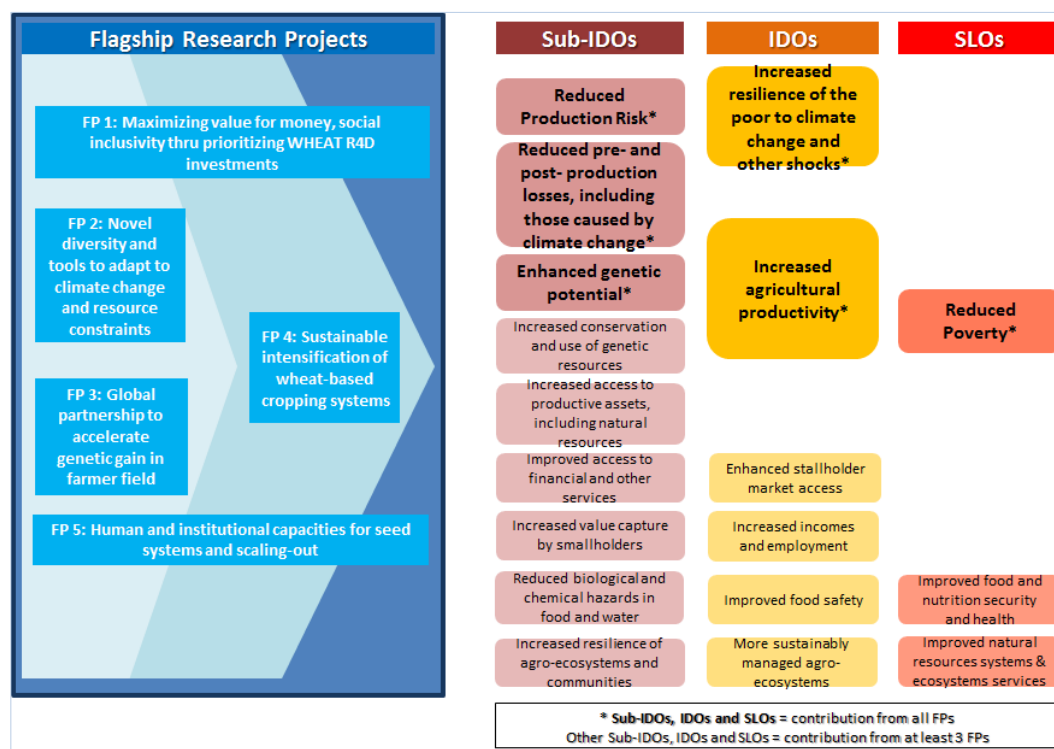 Flagship Research Projects
FP 1: Maximizing value for money, social
inclusivity thru prioritizing WHEAT R4D
investments
FP 2: Novel
diversity and
tools to adapt to
climate change
and resource
constraints
FP 3: Global
partnership to
accelerate
genetic gain in
farmer field
FP 4: Sustainable
intensification of
wheat-based
cropping systems
FP 5: Human and institutional capacities for seed
systems and scaling-out
Sub-IDOs
Reduced
Production Risk*
Reduced pre- and
post- production
losses, including
those caused by
climate change*
Enhanced genetic
potential*
Increased conservation
and use of genetic
resources
Increased access to
productive assets,
including natural
resources
Improved access to
financial and other
services
Increased value capture
by smallholders
Reduced biological and
chemical hazards in
food and water
Increased resilience of
agro-ecosystems and
communities
IDOs
Increased
resilience of the
poor to climate
change and
other shocks*
Increased
agricultural
productivity*
Enhanced stallholder
market access
Increased incomes
and employment
Improved food safety
More sustainably
managed agro-
ecosystems
SLOs
Reduced
Poverty*
Improved food and
nutrition security
and health
Improved natural
resources systems &
ecosystems services
* Sub-IDOs, IDOs and SLOs = contribution from all FPs
Other Sub-IDOs, IDOs and SLOs = contribution from at least 3 FPs